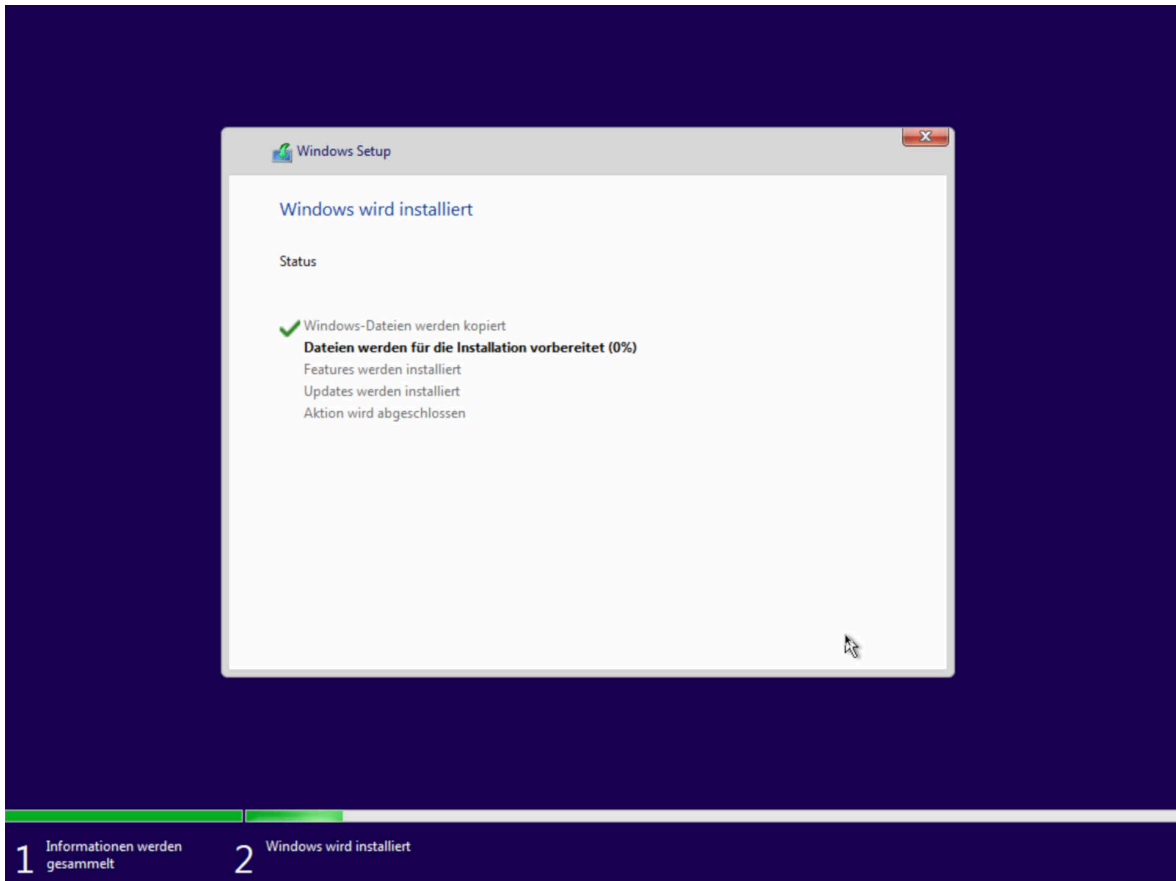 Windows Setup
Windows wird installiert
Status
Windows-Dateien werden kopiert
Dateien werden für die Installation vorbereitet (0%)
Features werden installiert
Updates werden installiert
Aktion wird abgeschlossen
1 Informationen werden
gesammelt
2 Windows wird installiert